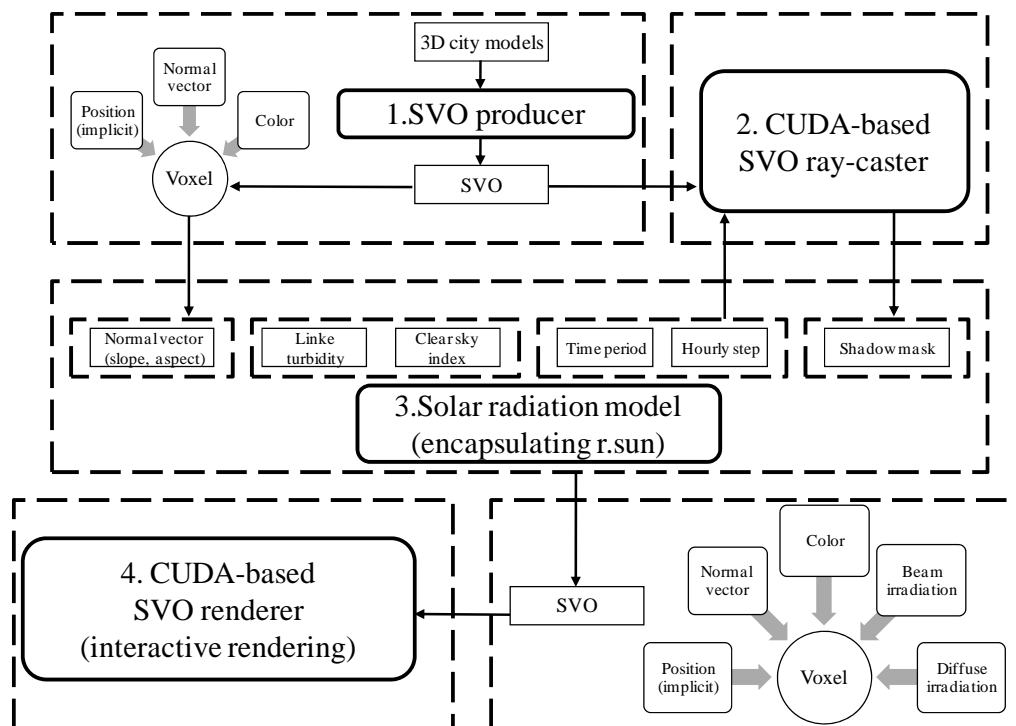 3D city models
Normal
vector
Position
(implicit)
Color
1.SVO producer
Voxel
SVO
2. CUDA-based
SVO ray-caster
Normal vector
(slope, aspect)
Linke
turbidity
Clear sky
index
Time period
Hourly step
Shadow mask
3.Solar radiation model
(encapsulating r.sun)
4. CUDA-based
SVO renderer
(interactive rendering)
SVO
Color
Normal
vector
Beam
irradiation
Position
(implicit)
Voxel
Diffuse
irradiation